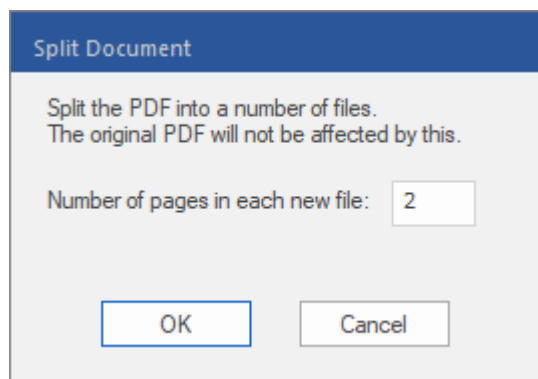 Split Document
Split the PDF into a number of files.
The original PDF will not be affected by this.
Number of pages in each new file: 2
OK Cancel